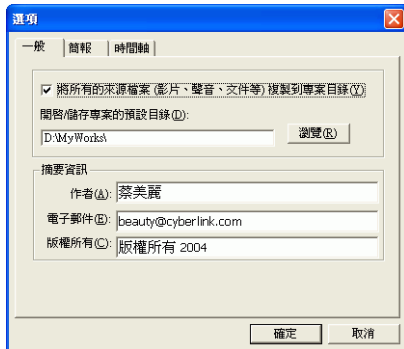 選項
一般 簡報 時間軸
將所有的來源檔案 (影片、聲音、文件等) 複製到專案目錄(Y)
開啓/儲存專案的預設目錄(D):
D:\MyWorks\ 瀏覽(R)
摘要資訊
作者(A): 蔡美麗
電子郵件(E): beauty@cyberlink.com
版權所有(C): 版權所有 2004
確定 取消